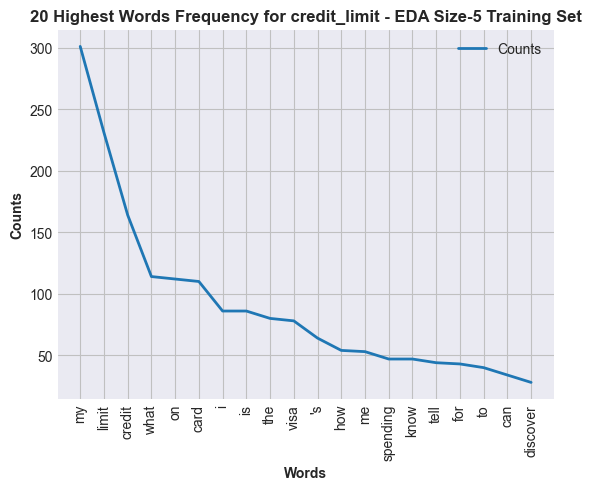 20 Highest Words Frequency for credit_limit - EDA Size-5 Training Set
Counts
300
250
200
150
100
50
Counts
my
limit
credit
what
on
card
i
is
the
visa
's
how
me
spending
know
tell
for
to
can
discover
Words